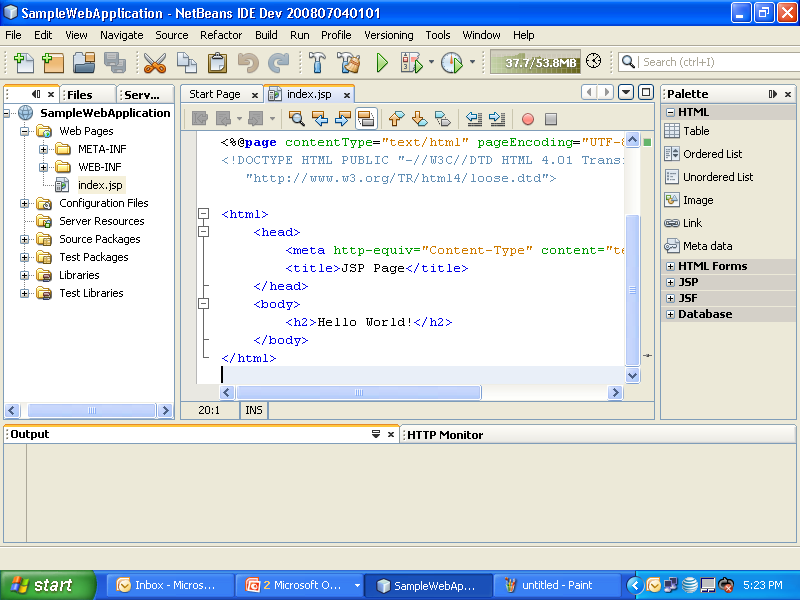 SampleWebApplication - NetBeans IDE Dev 200807040101
File Edit View Navigate Source Refactor Build Run Profile Versioning Tools Window Help
37.7/53.8MB
Search (ctrl+I)
Files
Serv...
SampleWebApplication
Web Pages
META-INF
WEB-INF
index.jsp
Configuration Files
Server Resources
Source Packages
Test Packages
Libraries
Test Libraries
Start Page
index.jsp
<%@page contentType="text/html" pageEncoding="UTF-8
<!DOCTYPE HTML PUBLIC "-//W3C//DTD HTML 4.01 Transi
"http://www.w3.org/TR/html4/loose.dtd">
<html>
<head>
<meta http-equiv="Content-Type" content="te
<title>JSP Page</title>
</head>
<body>
<h2>Hello World!</h2>
</body>
</html>
20:1 INS
Palette
HTML
Table
Ordered List
Unordered List
Image
Link
Meta data
HTML Forms
JSP
JSF
Database
Output
HTTP Monitor
start
Inbox - Micros...
2 Microsoft O...
SampleWebAp...
untitled - Paint
5:23 PM